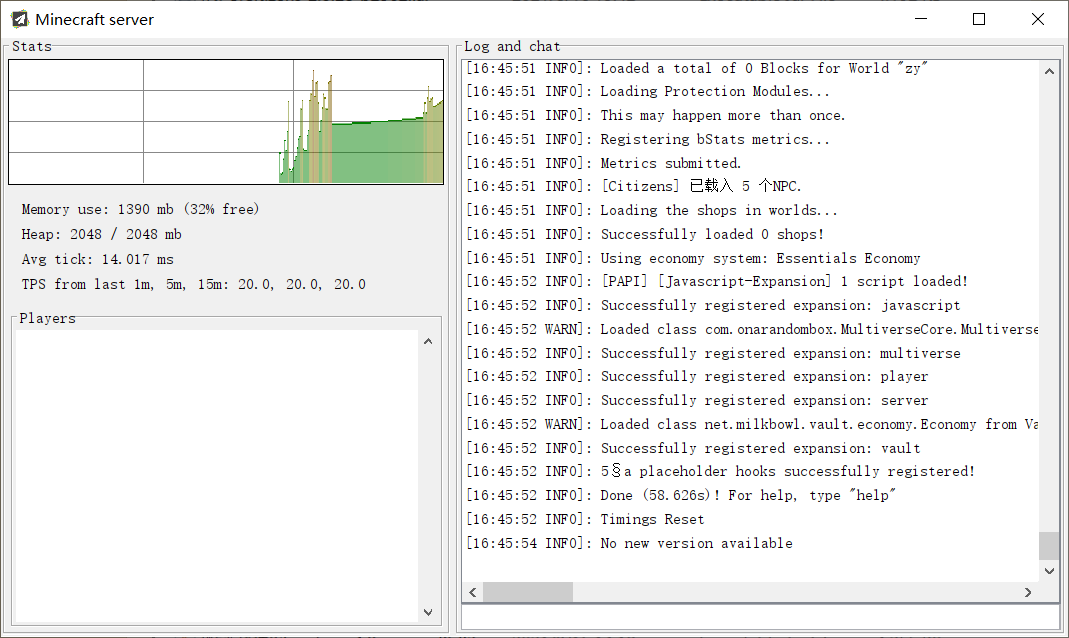 Minecraft server
Stats
Memory use: 1390 mb (32% free)
Heap: 2048 / 2048 mb
Avg tick: 14.017 ms
TPS from last 1m, 5m, 15m: 20.0, 20.0, 20.0
Players
Log and chat
[16:45:51 INFO]: Loaded a total of 0 Blocks for World "zy"
[16:45:51 INFO]: Loading Protection Modules...
[16:45:51 INFO]: This may happen more than once.
[16:45:51 INFO]: Registering bStats metrics...
[16:45:51 INFO]: Metrics submitted.
[16:45:51 INFO]: [Citizens] 已载入 5 个NPC.
[16:45:51 INFO]: Loading the shops in worlds...
[16:45:51 INFO]: Successfully loaded 0 shops!
[16:45:51 INFO]: Using economy system: Essentials Economy
[16:45:52 INFO]: [PAPI] [Javascript-Expansion] 1 script loaded!
[16:45:52 INFO]: Successfully registered expansion: javascript
[16:45:52 WARN]: Loaded class com.onarandombox.MultiverseCore.Multiverse
[16:45:52 INFO]: Successfully registered expansion: multiverse
[16:45:52 INFO]: Successfully registered expansion: player
[16:45:52 INFO]: Successfully registered expansion: server
[16:45:52 WARN]: Loaded class net.milkbowl.vault.economy.Economy from Va
[16:45:52 INFO]: Successfully registered expansion: vault
[16:45:52 INFO]: 5§a placeholder hooks successfully registered!
[16:45:52 INFO]: Done (58.626s)! For help, type "help"
[16:45:52 INFO]: Timings Reset
[16:45:54 INFO]: No new version available